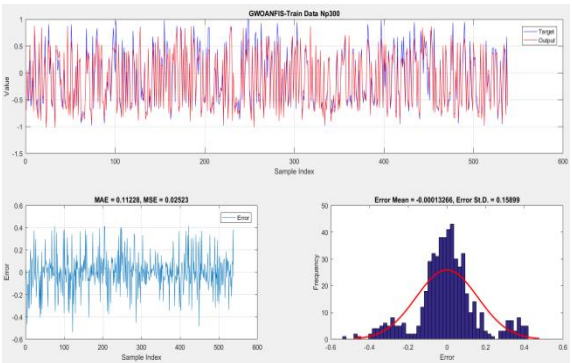 GWOANFIS-Train Data Np300
Target
Output
1
0.5
0
-0.5
-1
-1.5
Value
0 100 200 300 400 500 600
Sample Index
MAE = 0.11228, MSE = 0.02523
Error
0.6
0.4
0.2
0
-0.2
-0.4
-0.6
Error
0 100 200 300 400 500 600
Sample Index
Error Mean = -0.00013266, Error St.D. = 0.15899
50
40
30
20
10
0
Frequency
-0.6 -0.4 -0.2 0 0.2 0.4 0.6
Error